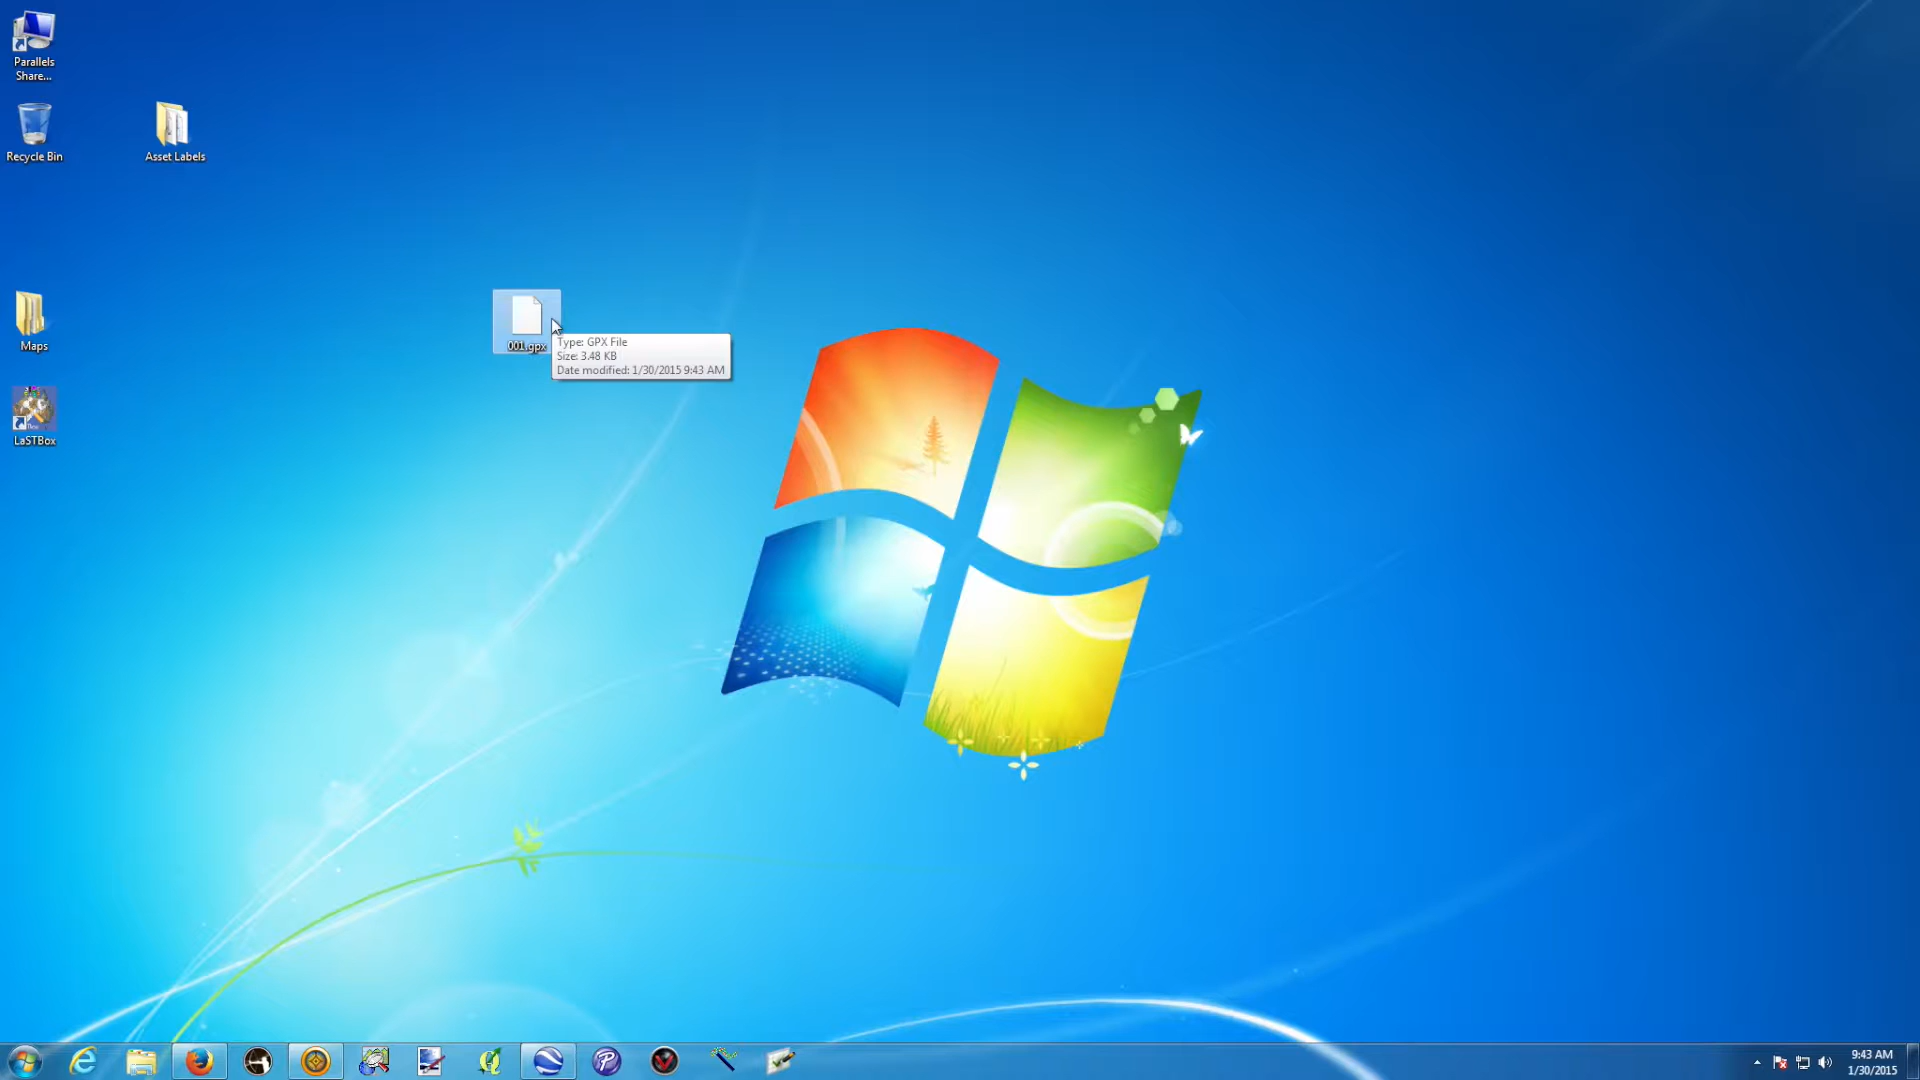 Parallels
Share...
Recycle Bin
Asset Labels
Maps
LaSTBox
001.gpx
Type: GPX File
Size: 3.48 KB
Date modified: 1/30/2015 9:43 AM
9:43 AM
1/30/2015